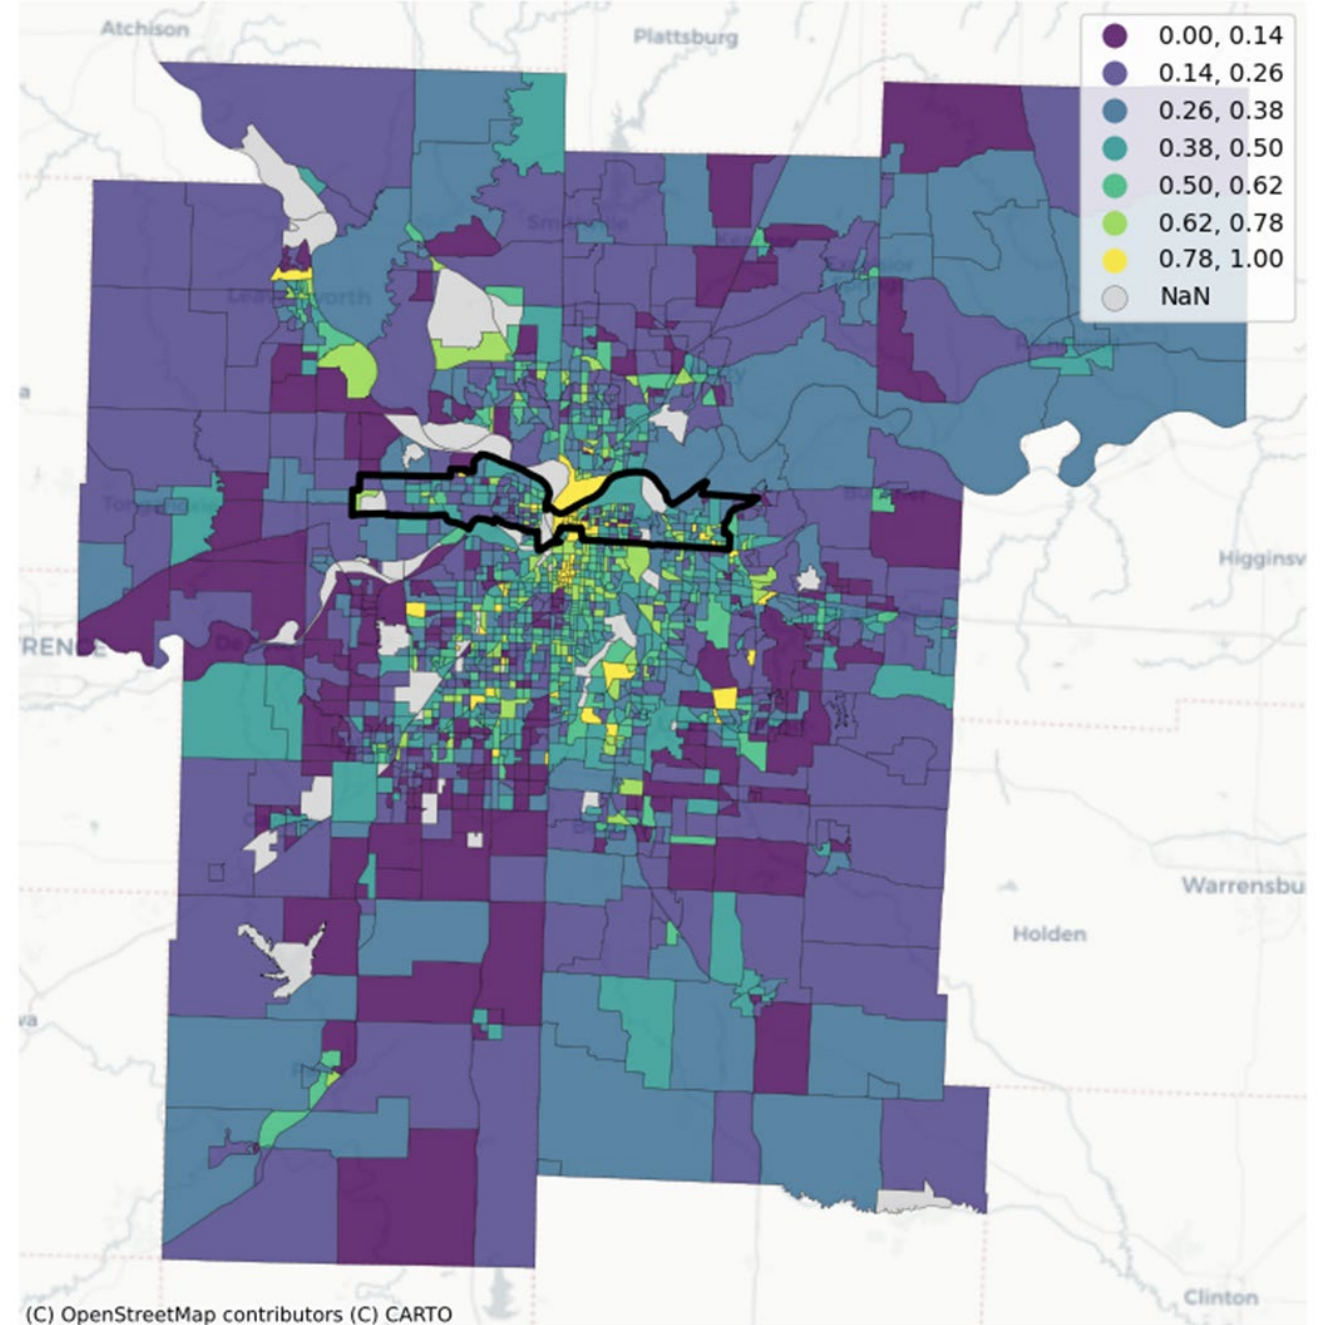 Atchison
Plattsburg
0.00, 0.14
0.14, 0.26
0.26, 0.38
0.38, 0.50
0.50, 0.62
0.62, 0.78
0.78, 1.00
NaN
Higginsv
RENCE
Warrensbu
Holden
va
Clinton
(C) OpenStreetMap contributors (C) CARTO